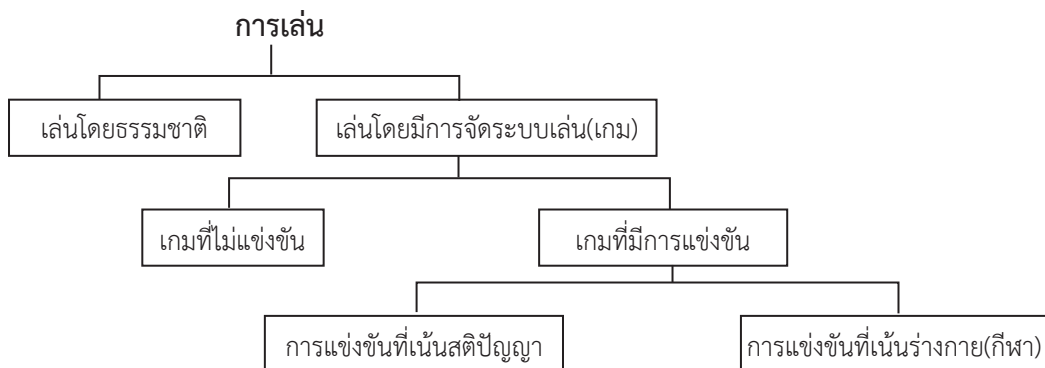 การเล่น
เล่นโดยธรรมชาติ
เล่นโดยมีการจัดระบบเล่น(เกม)
เกมที่ไม่แข่งขัน
เกมที่มีการแข่งขัน
การแข่งขันที่เน้นสติปัญญา
การแข่งขันที่เน้นร่างกาย(กีฬา)